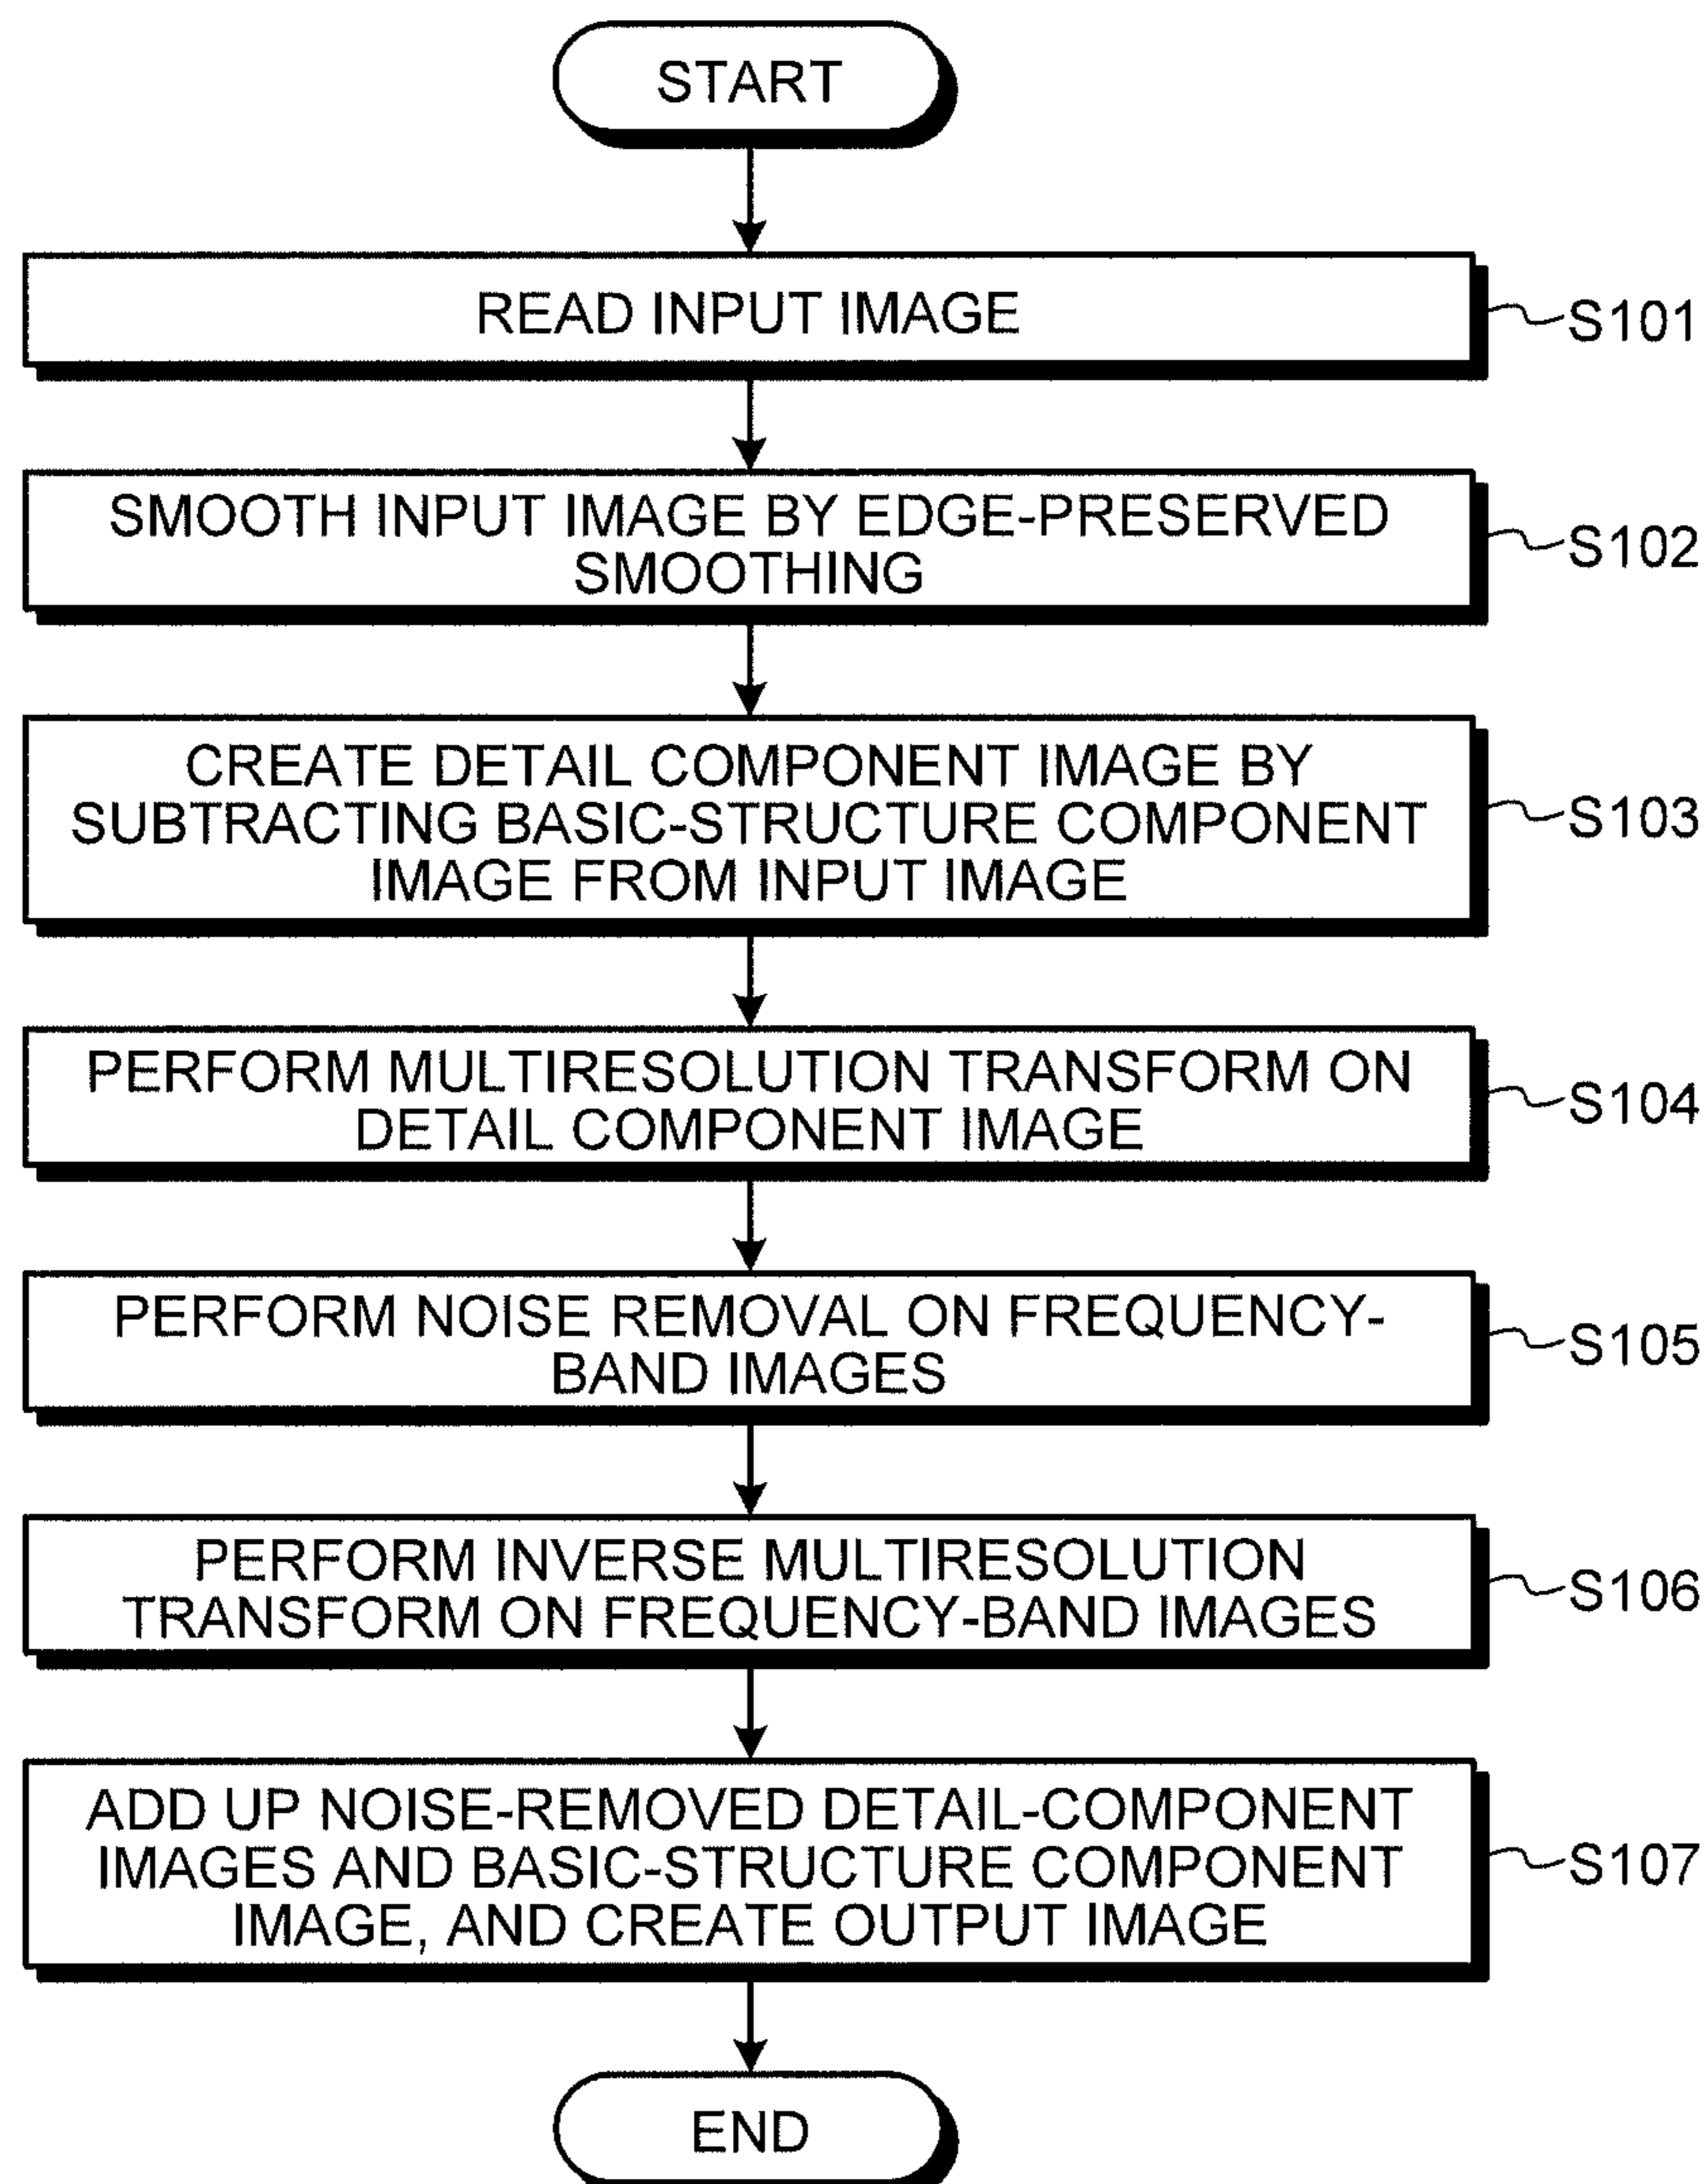 START
READ INPUT IMAGE
S101
SMOOTH INPUT IMAGE BY EDGE-PRESERVED
SMOOTHING
S102
CREATE DETAIL COMPONENT IMAGE BY
SUBTRACTING BASIC-STRUCTURE COMPONENT
IMAGE FROM INPUT IMAGE
S103
PERFORM MULTIRESOLUTION TRANSFORM ON
DETAIL COMPONENT IMAGE
S104
PERFORM NOISE REMOVAL ON FREQUENCY-
BAND IMAGES
S105
PERFORM INVERSE MULTIRESOLUTION
TRANSFORM ON FREQUENCY-BAND IMAGES
S106
ADD UP NOISE-REMOVED DETAIL-COMPONENT
IMAGES AND BASIC-STRUCTURE COMPONENT
IMAGE, AND CREATE OUTPUT IMAGE
S107
END